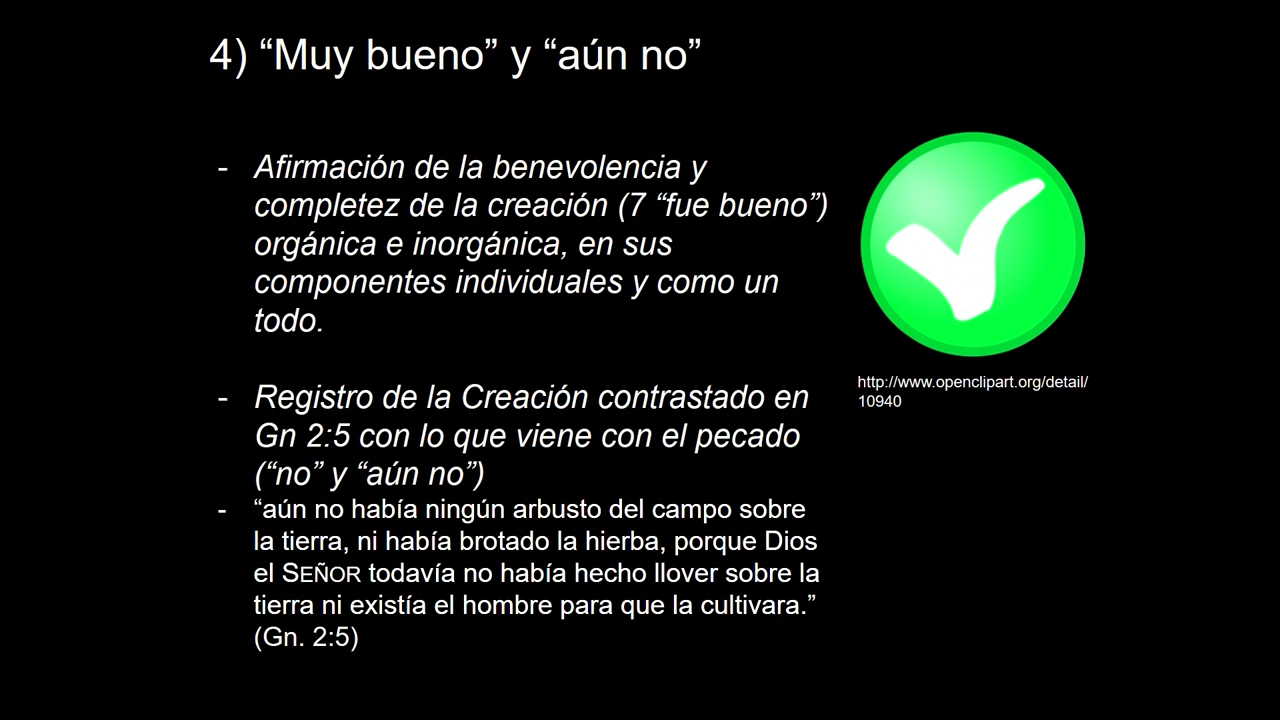 4) “Muy bueno” y “aún no”
- Afirmación de la benevolencia y
completez de la creación (7 “fue bueno”)
orgánica e inorgánica, en sus
componentes individuales y como un
todo.
- Registro de la Creación contrastado en
Gn 2:5 con lo que viene con el pecado
(“no” y “aún no”)
- “aún no había ningún arbusto del campo sobre
la tierra, ni había brotado la hierba, porque Dios
el SEÑOR todavía no había hecho llover sobre la
tierra ni existía el hombre para que la cultivara.”
(Gn. 2:5)
http://www.openclipart.org/detail/
10940